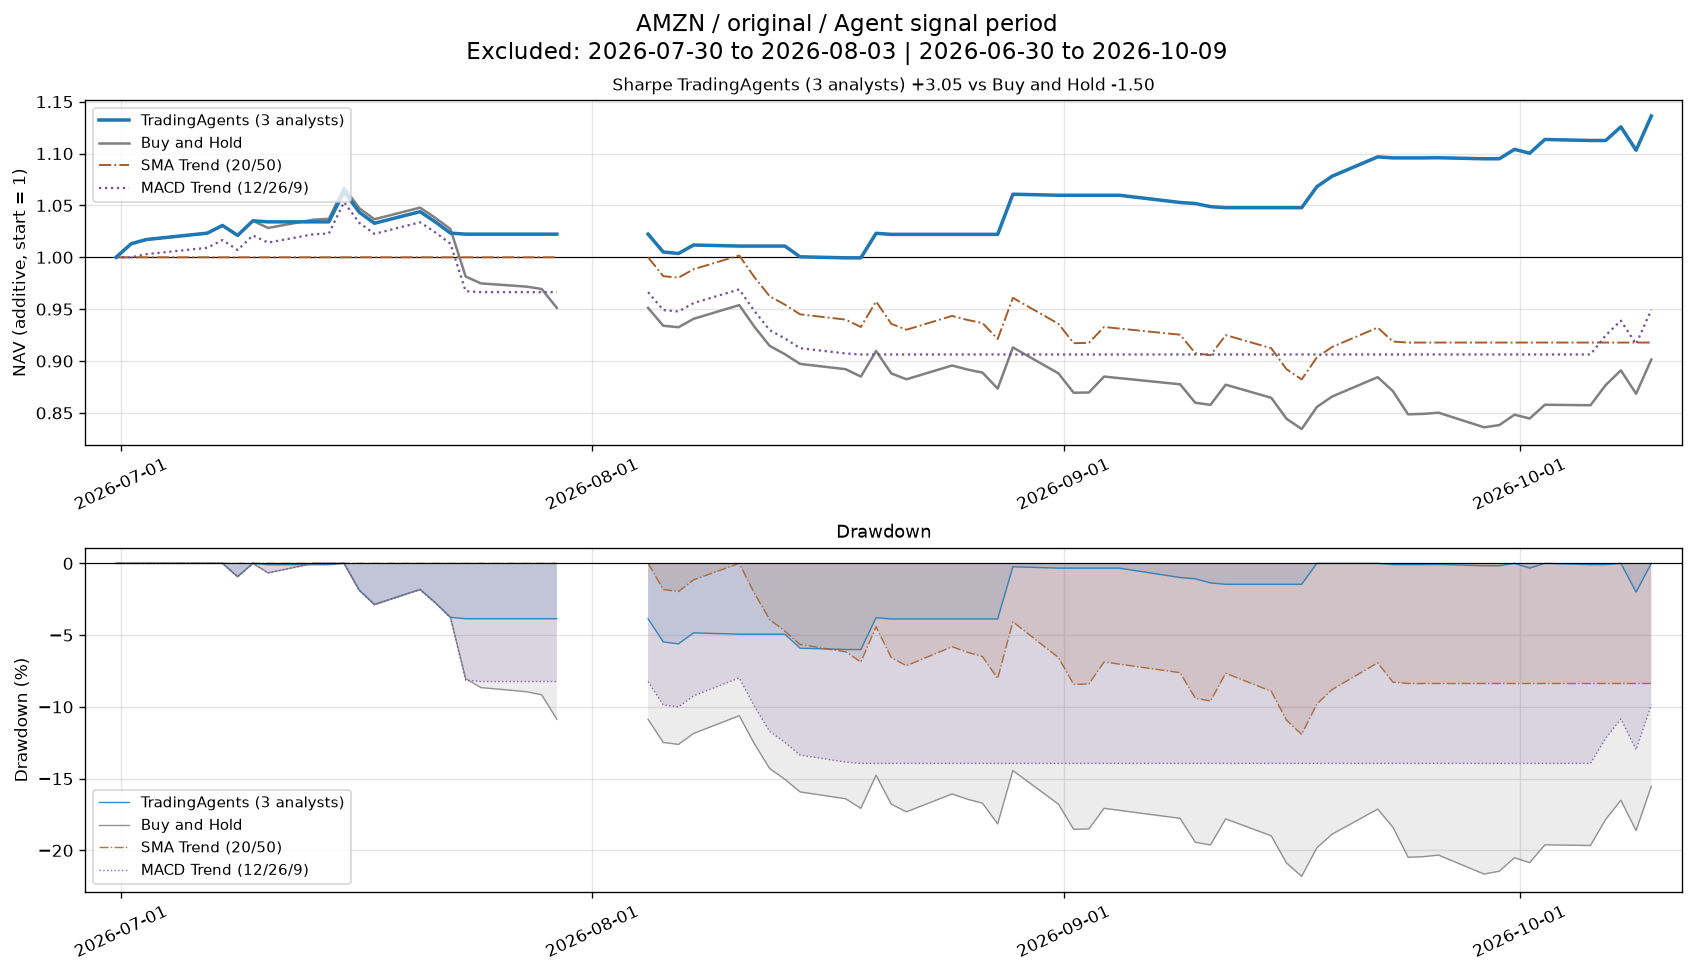 AMZN / original / Agent signal period
Excluded: 2026-07-30 to 2026-08-03 | 2026-06-30 to 2026-10-09
Sharpe TradingAgents (3 analysts) +3.05 vs Buy and Hold -1.50
NAV (additive, start = 1)
1.15
1.10
1.05
1.00
0.95
0.90
0.85
TradingAgents (3 analysts)
Buy and Hold
SMA Trend (20/50)
MACD Trend (12/26/9)
2026-07-01
2026-08-01
2026-09-01
2026-10-01
Drawdown
Drawdown (%)
0
−5
−10
−15
−20
TradingAgents (3 analysts)
Buy and Hold
SMA Trend (20/50)
MACD Trend (12/26/9)
2026-07-01
2026-08-01
2026-09-01
2026-10-01